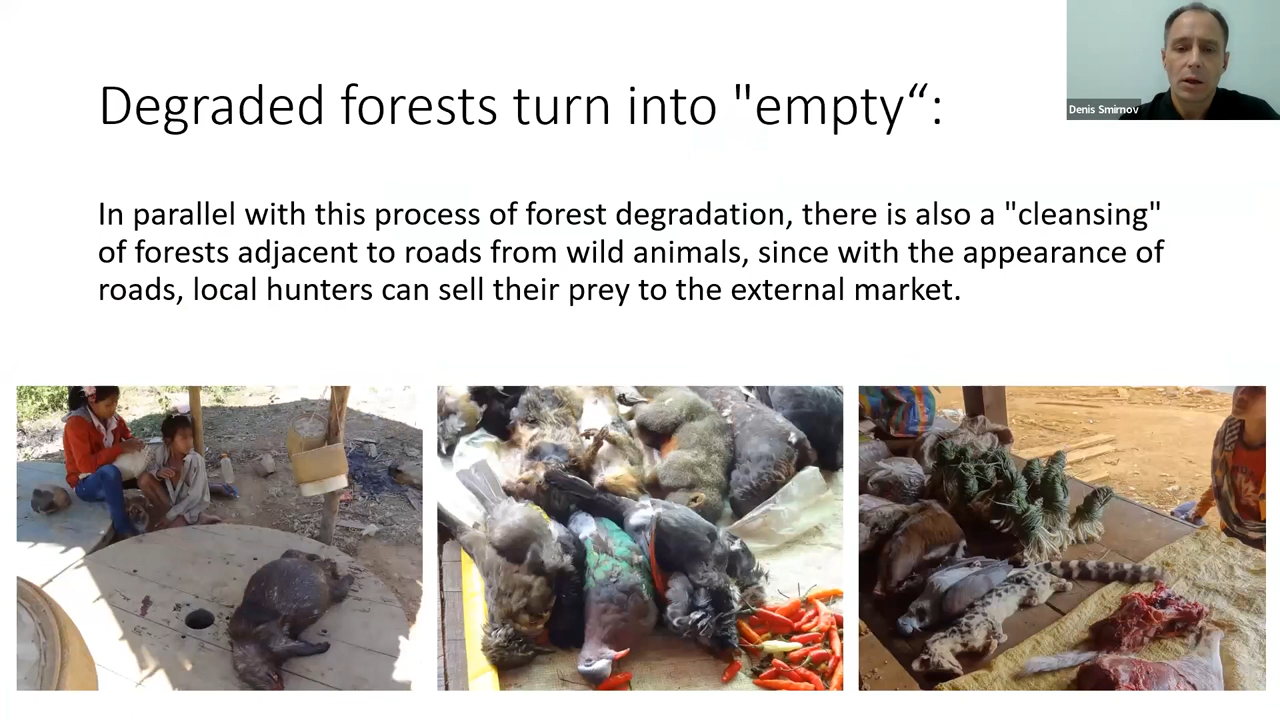 Degraded forests turn into "empty“:
Denis Smirnov
In parallel with this process of forest degradation, there is also a "cleansing"
of forests adjacent to roads from wild animals, since with the appearance of
roads, local hunters can sell their prey to the external market.